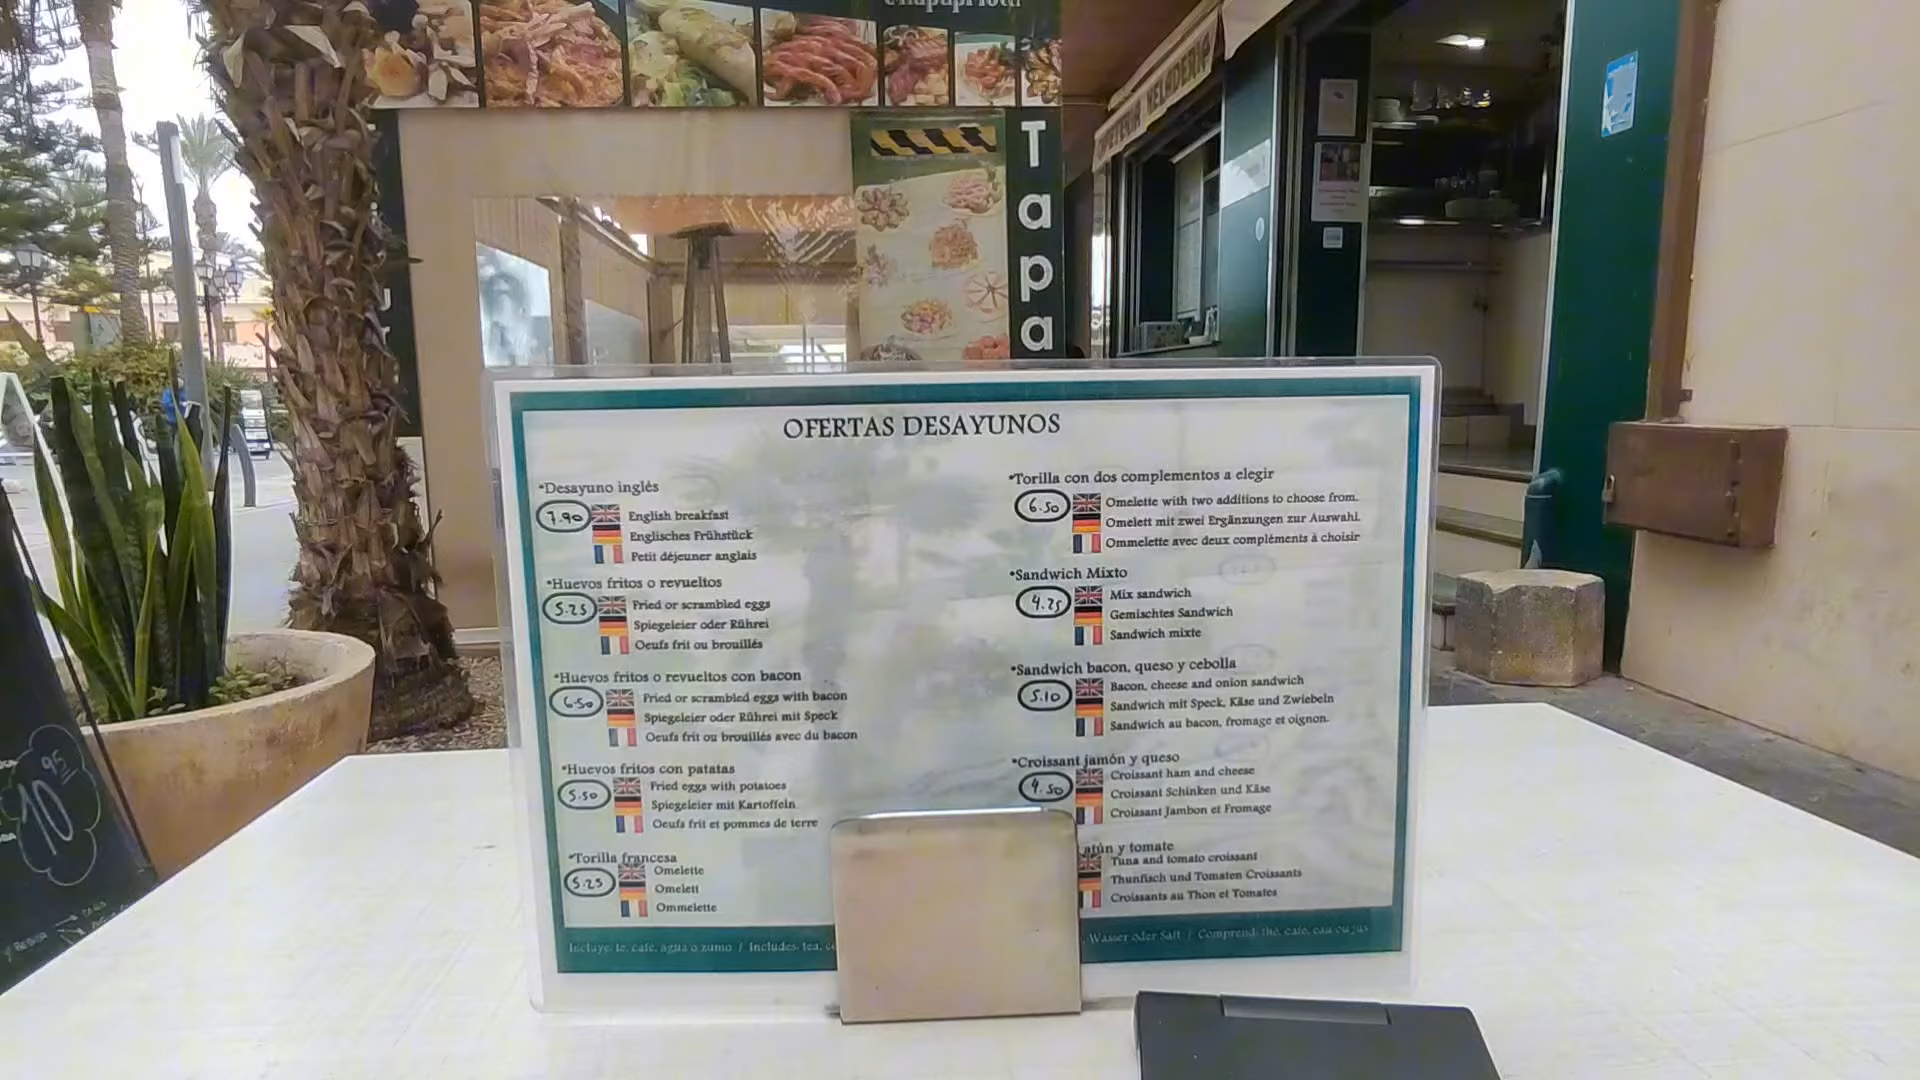 Tapa
CAFETERIA VELODERM
OFERTAS DESAYUNOS
*Desayuno inglés
7.90
English breakfast
Englisches Frühstück
Petit déjeuner anglais
*Huevos fritos o revueltos
5.25
Fried or scrambled eggs
Spiegeleier oder Rührei
Oeufs frit ou brouillés
*Huevos fritos o revueltos con bacon
6.50
Fried or scrambled eggs with bacon
Spiegeleier oder Rührei mit Speck
Oeufs frit ou brouillés avec du bacon
*Huevos fritos con patatas
5.50
Fried eggs with potatoes
Spiegeleier mit Kartoffeln
Oeufs frit et pommes de terre
*Torilla francesa
5.25
Omelette
Omelett
Ommelette
*Torilla con dos complementos a elegir
6.50
Omelette with two additions to choose from.
Omelett mit zwei Ergänzungen zur Auswahl.
Ommelette avec deux compléments à choisir
*Sandwich Mixto
4.25
Mix sandwich
Gemischtes Sandwich
Sandwich mixte
*Sandwich bacon, queso y cebolla
5.10
Bacon, cheese and onion sandwich
Sandwich mit Speck, Käse und Zwiebeln
Sandwich au bacon, fromage et oignon.
*Croissant jamón y queso
4.50
Croissant ham and cheese
Croissant Schinken und Käse
Croissant Jambon et Fromage
atún y tomate
Tuna and tomato croissant
Thunfisch und Tomaten Croissants
Croissants au Thon et Tomates
Incluye: te, café, agua o zumo / Includes: tea, Wasser oder Saft / Comprend: thé, café, eau ou jus
10
95